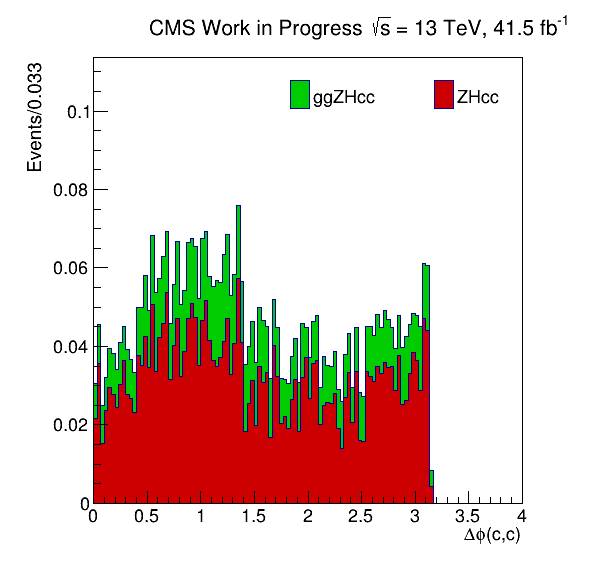 CMS Work in Progress √s = 13 TeV, 41.5 fb⁻¹
Events/0.033
ggZHcc ZHcc
0.1
0.08
0.06
0.04
0.02
0
0 0.5 1 1.5 2 2.5 3 3.5 4
Δϕ(c,c)